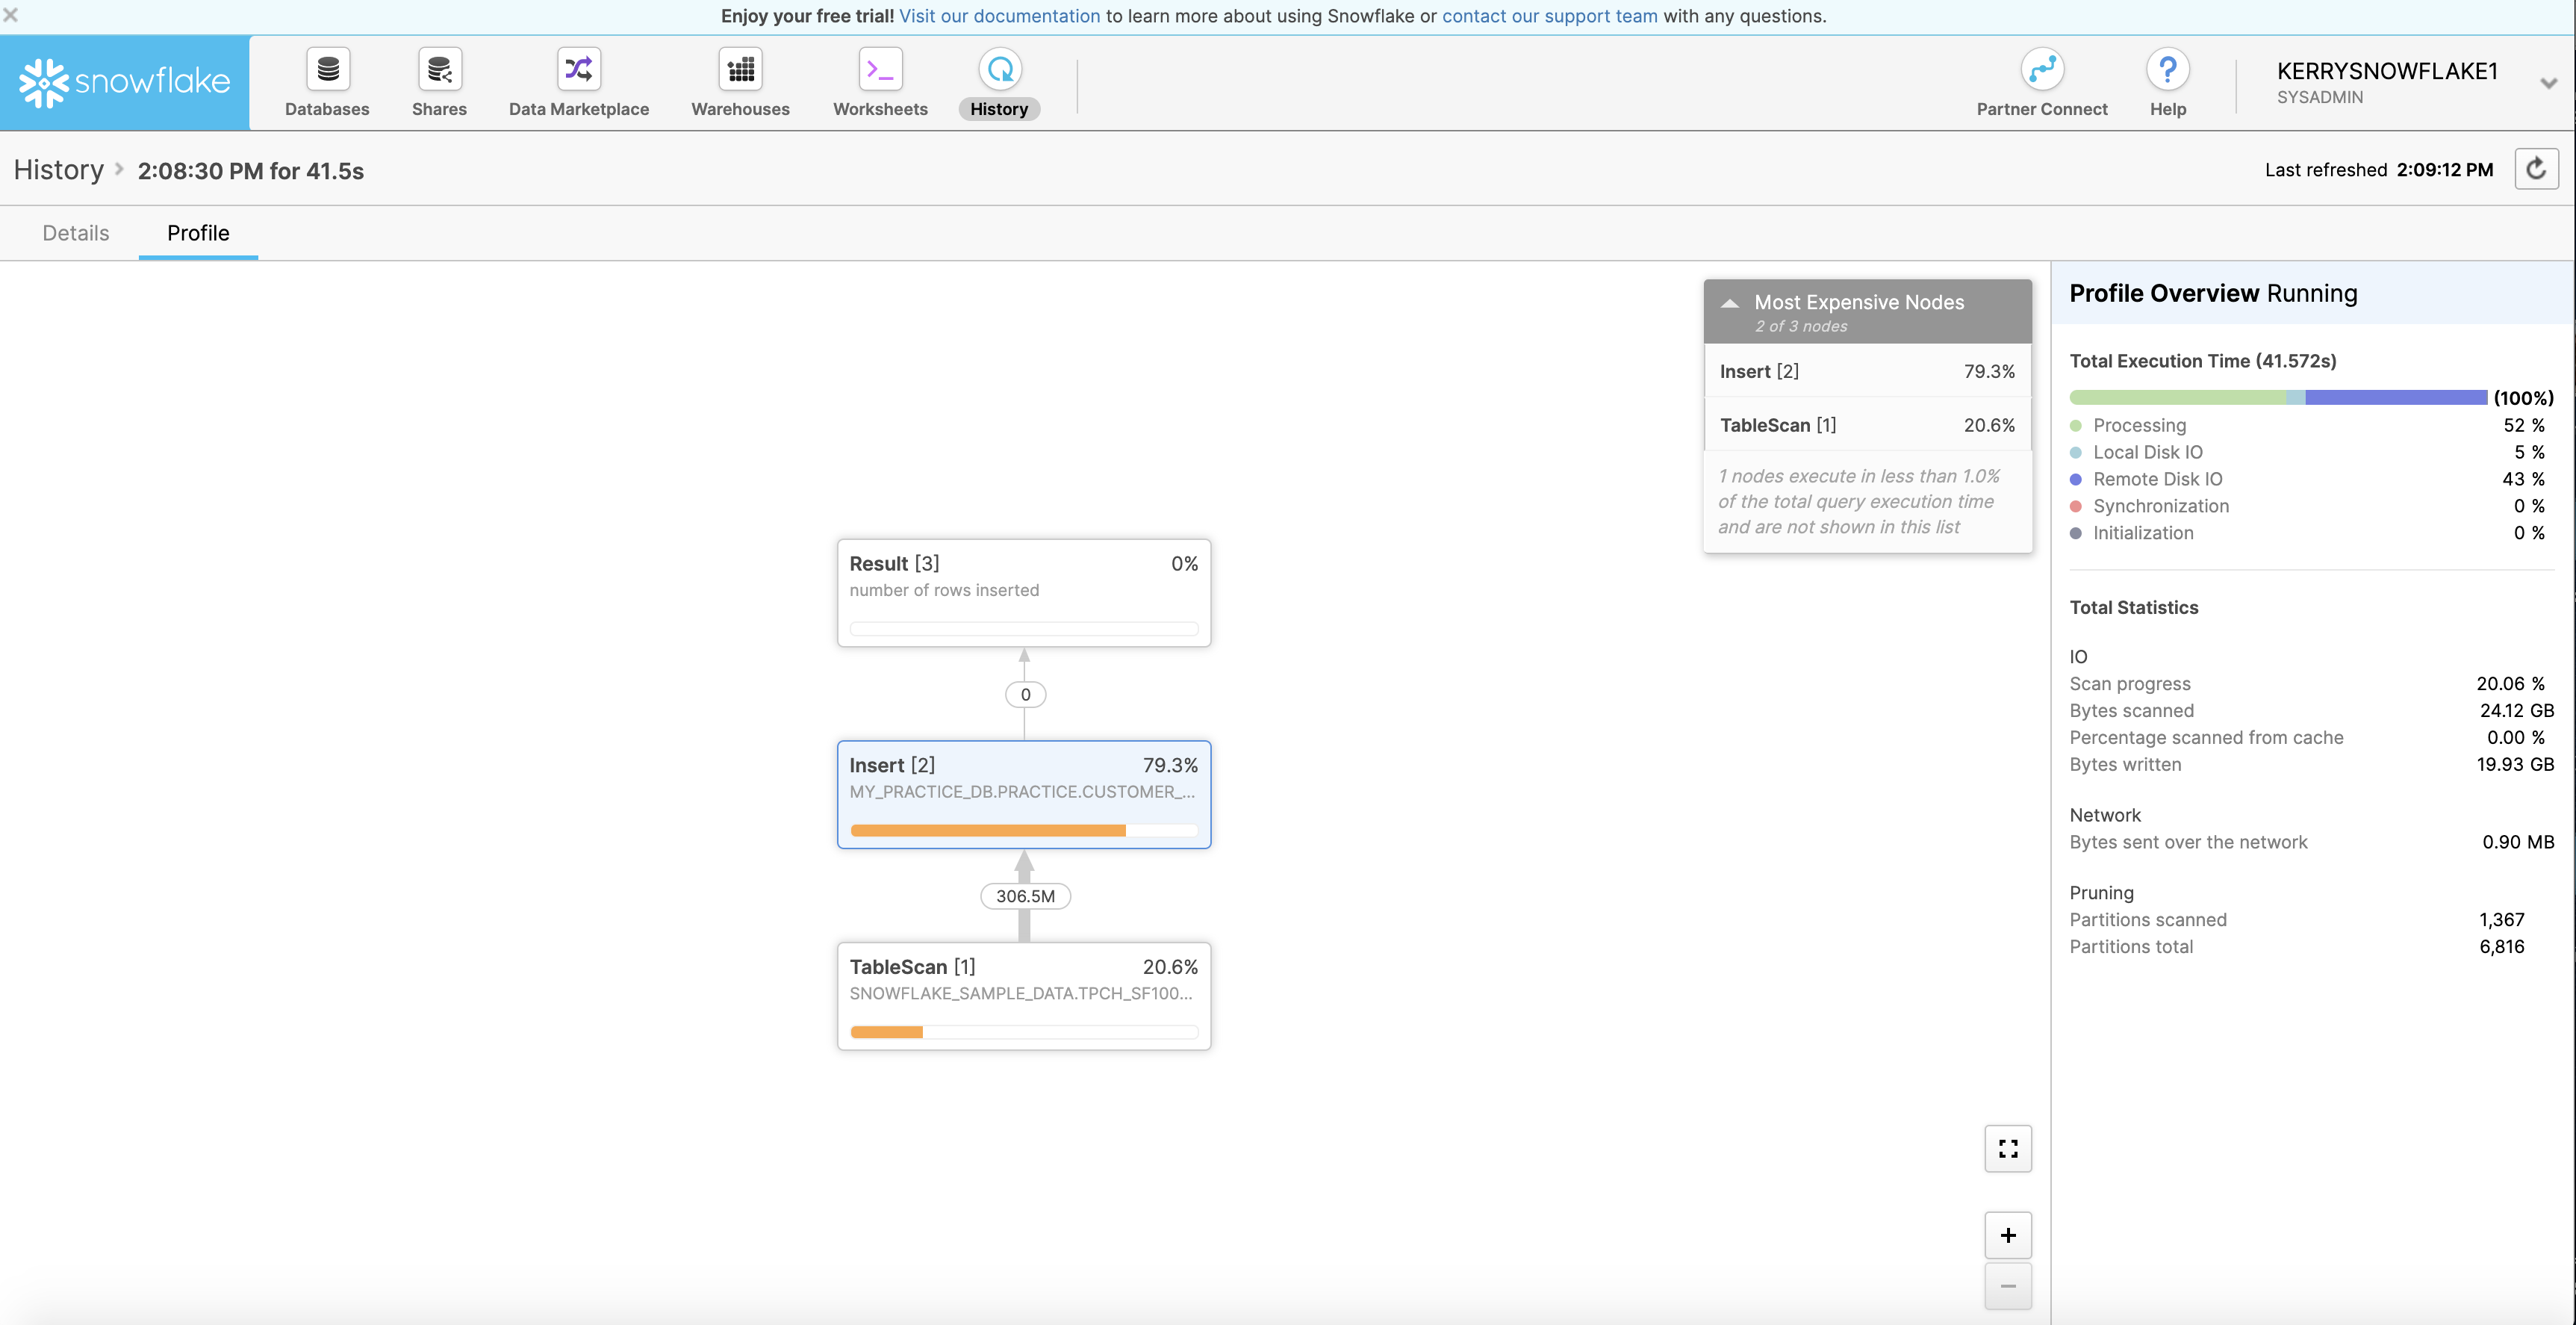 Enjoy your free trial! Visit our documentation to learn more about using Snowflake or contact our support team with any questions.
snowflake
Databases
Shares
Data Marketplace
Warehouses
Worksheets
History
Partner Connect
Help
KERRYSNOWFLAKE1
SYSADMIN
History 2:08:30 PM for 41.5s
Last refreshed 2:09:12 PM
Details
Profile
Most Expensive Nodes
2 of 3 nodes
Insert [2] 79.3%
TableScan [1] 20.6%
1 nodes execute in less than 1.0%
of the total query execution time
and are not shown in this list
Result [3] 0%
number of rows inserted
0
Insert [2] 79.3%
MY_PRACTICE_DB.PRACTICE.CUSTOMER_...
306.5M
TableScan [1] 20.6%
SNOWFLAKE_SAMPLE_DATA.TPCH_SF100...
Profile Overview Running
Total Execution Time (41.572s)
(100%)
Processing 52 %
Local Disk IO 5 %
Remote Disk IO 43 %
Synchronization 0 %
Initialization 0 %
Total Statistics
IO
Scan progress 20.06 %
Bytes scanned 24.12 GB
Percentage scanned from cache 0.00 %
Bytes written 19.93 GB
Network
Bytes sent over the network 0.90 MB
Pruning
Partitions scanned 1,367
Partitions total 6,816